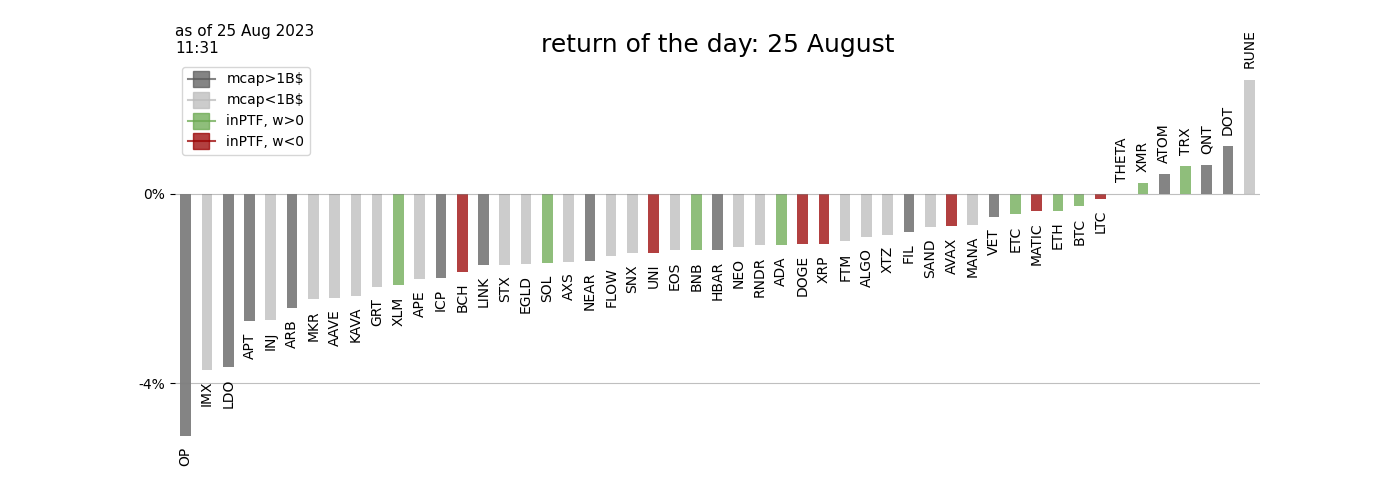 as of 25 Aug 2023
11:31
return of the day: 25 August
mcap>1B$
mcap<1B$
inPTF, w>0
inPTF, w<0
0%
-4%
OP
IMX
LDO
APT
INJ
ARB
MKR
AAVE
KAVA
GRT
XLM
APE
ICP
BCH
LINK
STX
EGLD
SOL
AXS
NEAR
FLOW
SNX
UNI
EOS
BNB
HBAR
NEO
RNDR
ADA
DOGE
XRP
FTM
ALGO
XTZ
FIL
SAND
AVAX
MANA
VET
ETC
MATIC
ETH
BTC
LTC
THETA
XMR
ATOM
TRX
QNT
DOT
RUNE